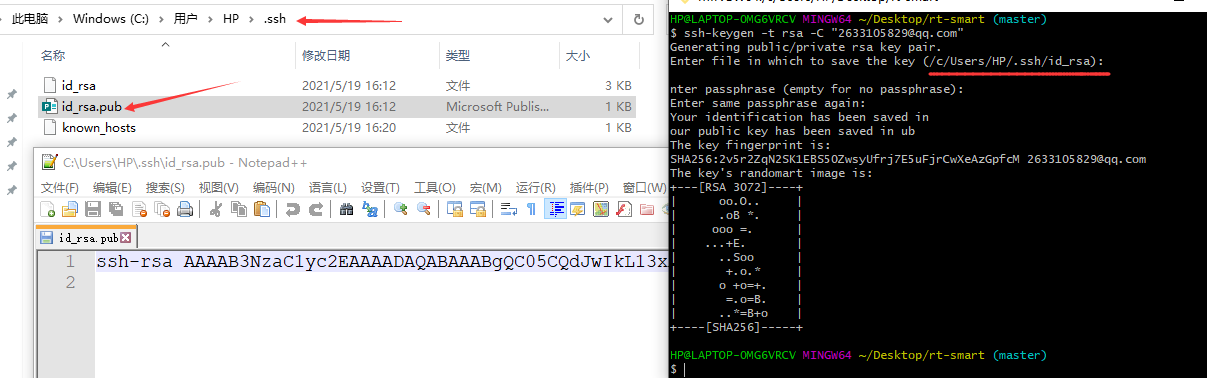 此电脑 > Windows (C:) > 用户 > HP > .ssh
名称 修改日期 类型 大小
id_rsa 2021/5/19 16:12 文件 3 KB
id_rsa.pub 2021/5/19 16:12 Microsoft Publis... 1 KB
known_hosts 2021/5/19 16:20 文件 1 KB
C:\Users\HP\.ssh\id_rsa.pub - Notepad++
文件(F) 编辑(E) 搜索(S) 视图(V) 编码(N) 语言(L) 设置(T) 工具(O) 宏(M) 运行(R) 插件(P) 窗口(W)
id_rsa.pub
1 ssh-rsa AAAAB3NzaC1yc2EAAAADAQABAAABgQC05CQdJwIkL13x
2
HP@LAPTOP-OMG6VRCV MINGW64 ~/Desktop/rt-smart (master)
$ ssh-keygen -t rsa -C "2633105829@qq.com"
Generating public/private rsa key pair.
Enter file in which to save the key (/c/Users/HP/.ssh/id_rsa):
nter passphrase (empty for no passphrase):
Enter same passphrase again:
Your identification has been saved in
our public key has been saved in ub
The key fingerprint is:
SHA256:2v5r2ZqN2SK1EBS5OZwsyUfrj7E5uFjrCwXeAzGpfcM 2633105829@qq.com
The key's randomart image is:
+---[RSA 3072]----+
|      oo.O..     |
|      .oB *.     |
|     ooo =.      |
|    ...+E.       |
|      ..Soo      |
|       +.o.*     |
|      o +o=+.    |
|       =.o=B.    |
|      ..*=B+o    |
+----[SHA256]-----+
HP@LAPTOP-OMG6VRCV MINGW64 ~/Desktop/rt-smart (master)
$